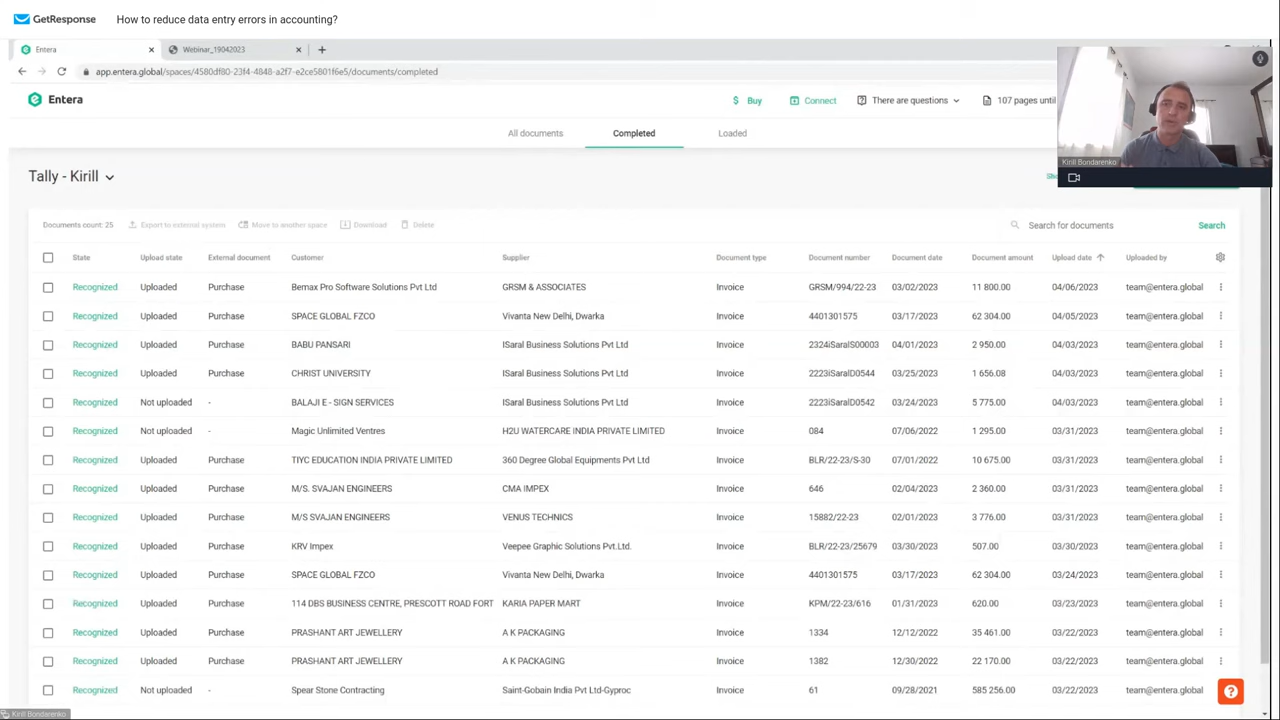 GetResponse How to reduce data entry errors in accounting?
Entera Webinar_19042023
app.entera.global/spaces/4580df80-23f4-4848-a2f7-e2ce5801f6e5/documents/completed
Entera $ Buy Connect There are questions 107 pages until
All documents Completed Loaded
Kirill Bondarenko
Tally - Kirill
Documents count: 25 Export to external system Move to another space Download Delete Search for documents Search
State Upload state External document Customer Supplier Document type Document number Document date Document amount Upload date Uploaded by
Recognized Uploaded Purchase Bemax Pro Software Solutions Pvt Ltd GRSM & ASSOCIATES Invoice GRSM/994/22-23 03/02/2023 11 800.00 04/06/2023 team@entera.global
Recognized Uploaded Purchase SPACE GLOBAL FZCO Vivanta New Delhi, Dwarka Invoice 4401301575 03/17/2023 62 304.00 04/05/2023 team@entera.global
Recognized Uploaded Purchase BABU PANSARI ISaral Business Solutions Pvt Ltd Invoice 2324iSaralS00003 04/01/2023 2 950.00 04/03/2023 team@entera.global
Recognized Uploaded Purchase CHRIST UNIVERSITY ISaral Business Solutions Pvt Ltd Invoice 2223iSaralD0544 03/25/2023 1 656.08 04/03/2023 team@entera.global
Recognized Not uploaded - BALAJI E - SIGN SERVICES ISaral Business Solutions Pvt Ltd Invoice 2223iSaralD0542 03/24/2023 5 775.00 04/03/2023 team@entera.global
Recognized Not uploaded - Magic Unlimited Ventres H2U WATERCARE INDIA PRIVATE LIMITED Invoice 084 07/06/2022 1 295.00 03/31/2023 team@entera.global
Recognized Uploaded Purchase TIYC EDUCATION INDIA PRIVATE LIMITED 360 Degree Global Equipments Pvt Ltd Invoice BLR/22-23/S-30 07/01/2022 10 675.00 03/31/2023 team@entera.global
Recognized Uploaded Purchase M/S. SVAJAN ENGINEERS CMA IMPEX Invoice 646 02/04/2023 2 360.00 03/31/2023 team@entera.global
Recognized Uploaded Purchase M/S SVAJAN ENGINEERS VENUS TECHNICS Invoice 15882/22-23 02/01/2023 3 776.00 03/31/2023 team@entera.global
Recognized Uploaded Purchase KRV Impex Veepee Graphic Solutions Pvt.Ltd. Invoice BLR/22-23/25679 03/30/2023 507.00 03/30/2023 team@entera.global
Recognized Uploaded Purchase SPACE GLOBAL FZCO Vivanta New Delhi, Dwarka Invoice 4401301575 03/17/2023 62 304.00 03/24/2023 team@entera.global
Recognized Uploaded Purchase 114 DBS BUSINESS CENTRE, PRESCOTT ROAD FORT KARIA PAPER MART Invoice KPM/22-23/616 01/31/2023 620.00 03/23/2023 team@entera.global
Recognized Uploaded Purchase PRASHANT ART JEWELLERY A K PACKAGING Invoice 1334 12/12/2022 35 461.00 03/22/2023 team@entera.global
Recognized Uploaded Purchase PRASHANT ART JEWELLERY A K PACKAGING Invoice 1382 12/30/2022 22 170.00 03/22/2023 team@entera.global
Recognized Not uploaded - Spear Stone Contracting Saint-Gobain India Pvt Ltd-Gyproc Invoice 61 09/28/2021 585 256.00 03/22/2023 team@entera.global
Kirill Bondarenko